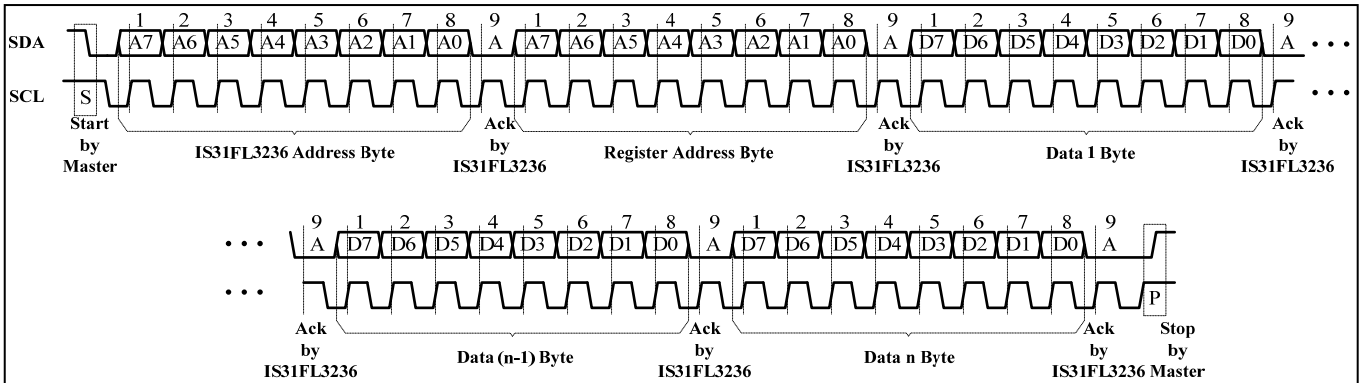 1 2 3 4 5 6 7 8 9 1 2 3 4 5 6 7 8 9 1 2 3 4 5 6 7 8 9
SDA A7 A6 A5 A4 A3 A2 A1 A0 A A7 A6 A5 A4 A3 A2 A1 A0 A D7 D6 D5 D4 D3 D2 D1 D0 A • • •
SCL S • • •
Start by Master
IS31FL3236 Address Byte
Ack by IS31FL3236
Register Address Byte
Ack by IS31FL3236
Data 1 Byte
Ack by IS31FL3236
9 1 2 3 4 5 6 7 8 9 1 2 3 4 5 6 7 8 9
• • • A D7 D6 D5 D4 D3 D2 D1 D0 A D7 D6 D5 D4 D3 D2 D1 D0 A
• • • P
Ack by IS31FL3236
Data (n-1) Byte
Ack by IS31FL3236
Data n Byte
Ack by IS31FL3236
Stop by Master